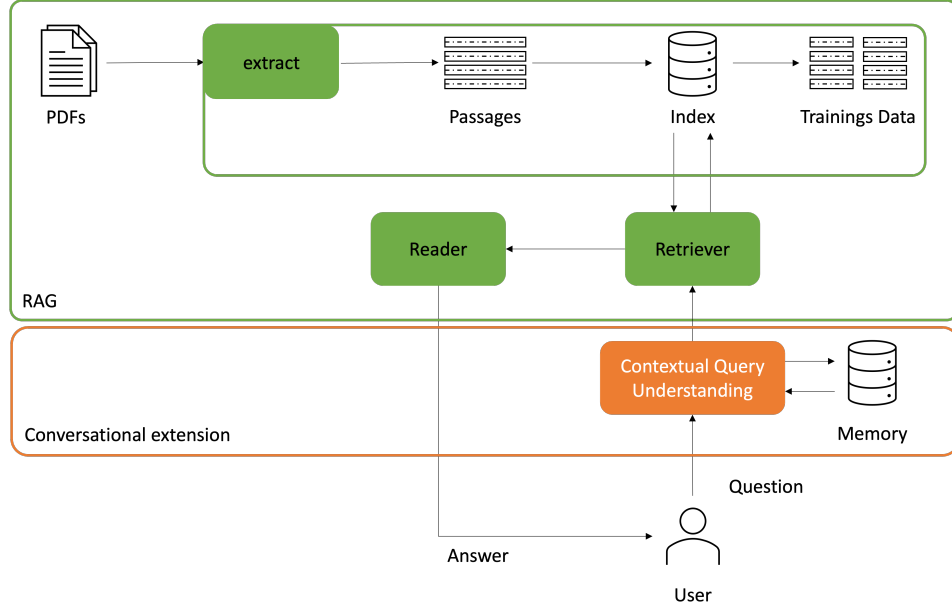 extract
PDFs
Passages
Index
Trainings Data
Reader
Retriever
RAG
Contextual Query
Understanding
Memory
Conversational extension
Question
Answer
User